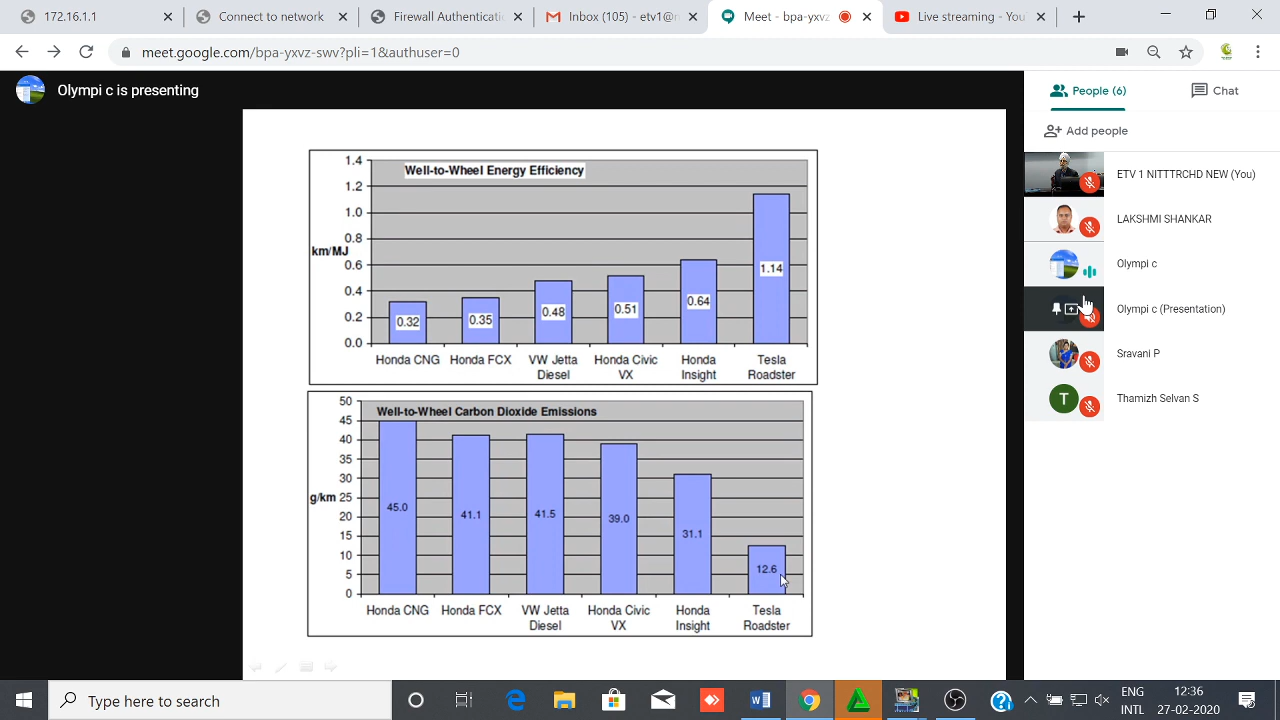 172.16.1.1
Connect to network
Firewall Authenticati
Inbox (105) - etv1@n
Meet - bpa-yxvz
Live streaming - You
meet.google.com/bpa-yxvz-swv?pli=1&authuser=0
Olympi c is presenting
People (6)
Chat
Add people
ETV 1 NITTTRCHD NEW (You)
LAKSHMI SHANKAR
Olympi c
Olympi c (Presentation)
Sravani P
T
Thamizh Selvan S
Well-to-Wheel Energy Efficiency
km/MJ
1.4
1.2
1.0
0.8
0.6
0.4
0.2
0.0
0.32
0.35
0.48
0.51
0.64
1.14
Honda CNG
Honda FCX
VW Jetta
Diesel
Honda Civic
VX
Honda
Insight
Tesla
Roadster
Well-to-Wheel Carbon Dioxide Emissions
g/km
50
45
40
35
30
25
20
15
10
5
0
45.0
41.1
41.5
39.0
31.1
12.6
Honda CNG
Honda FCX
VW Jetta
Diesel
Honda Civic
VX
Honda
Insight
Tesla
Roadster
Type here to search
ENG
INTL
12:36
27-02-2020